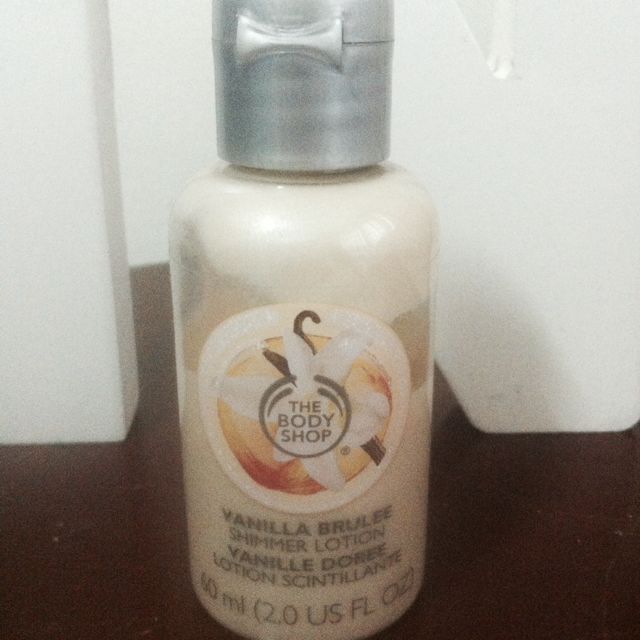 THE
BODY
SHOP
®
VANILLA BRULEE
SHIMMER LOTION
VANILLE DOREE
LOTION SCINTILLANTE
60 ml (2.0 US FL OZ)